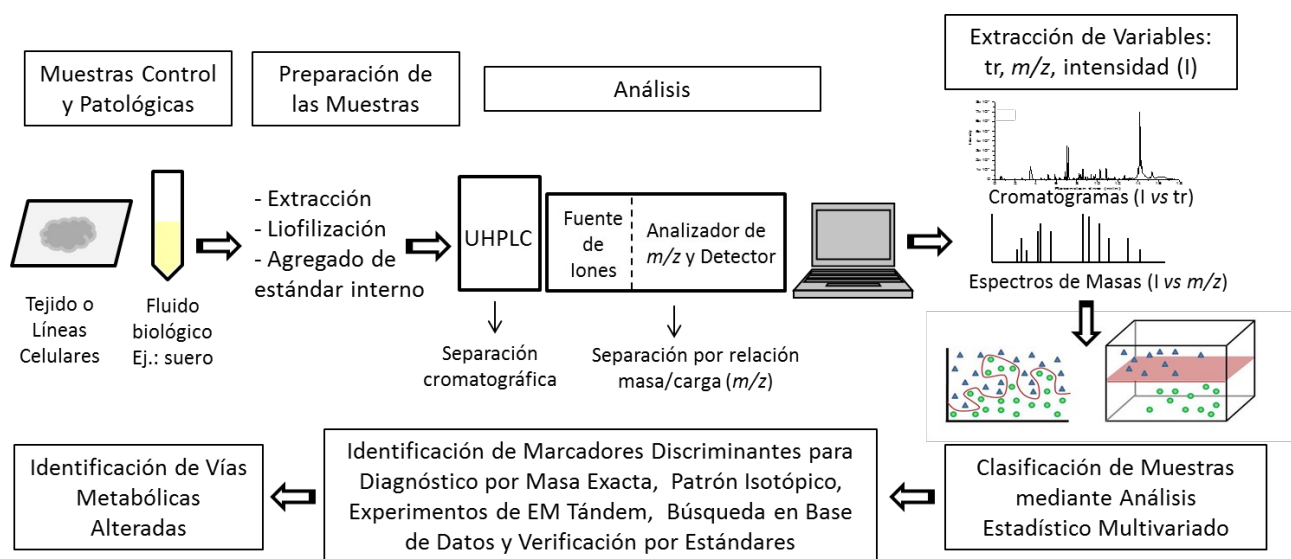 Muestras Control
y Patológicas
Preparación de
las Muestras
Análisis
Extracción de Variables:
tr, m/z, intensidad (I)
Cromatogramas (I vs tr)
Espectros de Masas (I vs m/z)
- Extracción
- Liofilización
- Agregado de
estándar interno
UHPLC
Fuente
de
Iones
Analizador de
m/z y Detector
Tejido o
Líneas
Celulares
Fluido
biológico
Ej.: suero
Separación
cromatográfica
Separación por relación
masa/carga (m/z)
Clasificación de Muestras
mediante Análisis
Estadístico Multivariado
Identificación de Marcadores Discriminantes para
Diagnóstico por Masa Exacta, Patrón Isotópico,
Experimentos de EM Tándem, Búsqueda en Base
de Datos y Verificación por Estándares
Identificación de Vías
Metabólicas
Alteradas